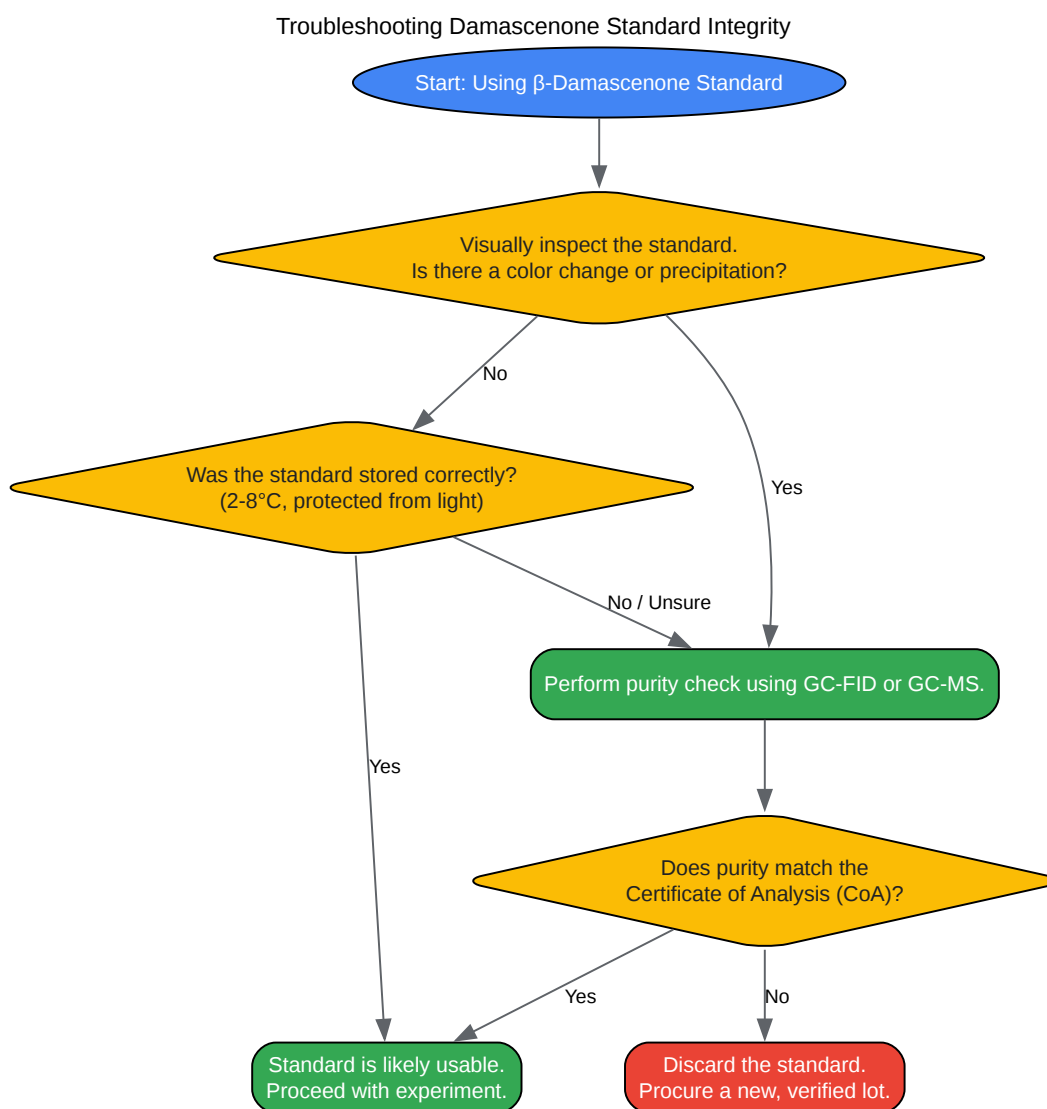 Troubleshooting Damascenone Standard Integrity
Start: Using β-Damascenone Standard
Visually inspect the standard.
Is there a color change or precipitation?
No
Was the standard stored correctly?
(2-8°C, protected from light)
Yes
No / Unsure
Perform purity check using GC-FID or GC-MS.
Yes
Does purity match the
Certificate of Analysis (CoA)?
Yes
No
Standard is likely usable.
Proceed with experiment.
Discard the standard.
Procure a new, verified lot.